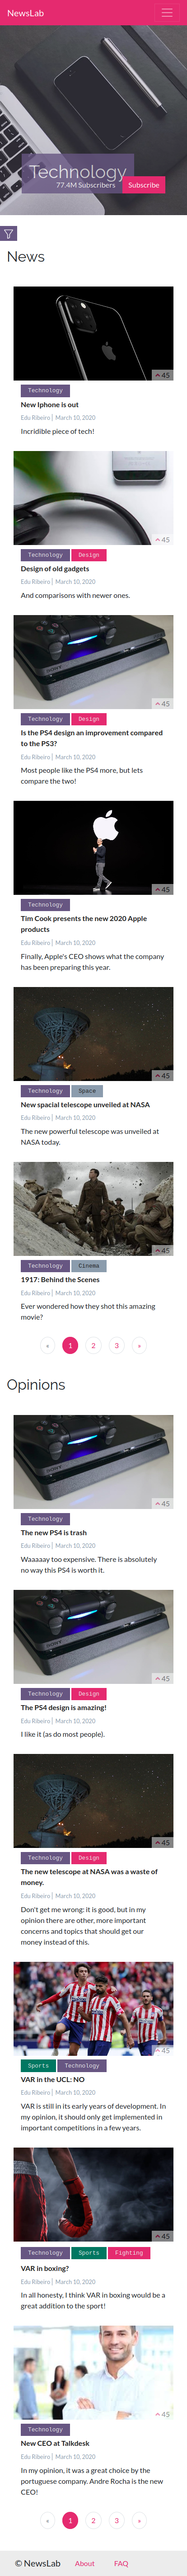 NewsLab
Technology
77.4M Subscribers Subscribe
News
45
Technology
New Iphone is out
Edu Ribeiro | March 10, 2020
Incridible piece of tech!
45
Technology Design
Design of old gadgets
Edu Ribeiro | March 10, 2020
And comparisons with newer ones.
45
Technology Design
Is the PS4 design an improvement compared
to the PS3?
Edu Ribeiro | March 10, 2020
Most people like the PS4 more, but lets
compare the two!
45
Technology
Tim Cook presents the new 2020 Apple
products
Edu Ribeiro | March 10, 2020
Finally, Apple's CEO shows what the company
has been preparing this year.
45
Technology Space
New spacial telescope unveiled at NASA
Edu Ribeiro | March 10, 2020
The new powerful telescope was unveiled at
NASA today.
45
Technology Cinema
1917: Behind the Scenes
Edu Ribeiro | March 10, 2020
Ever wondered how they shot this amazing
movie?
« 1 2 3 »
Opinions
45
Technology
The new PS4 is trash
Edu Ribeiro | March 10, 2020
Waaaaay too expensive. There is absolutely
no way this PS4 is worth it.
45
Technology Design
The PS4 design is amazing!
Edu Ribeiro | March 10, 2020
I like it (as do most people).
45
Technology Design
The new telescope at NASA was a waste of
money.
Edu Ribeiro | March 10, 2020
Don't get me wrong: it is good, but in my
opinion there are other, more important
concerns and topics that should get our
money instead of this.
45
Sports Technology
VAR in the UCL: NO
Edu Ribeiro | March 10, 2020
VAR is still in its early years of development. In
my opinion, it should only get implemented in
important competitions in a few years.
45
Technology Sports Fighting
VAR in boxing?
Edu Ribeiro | March 10, 2020
In all honesty, I think VAR in boxing would be a
great addition to the sport!
45
Technology
New CEO at Talkdesk
Edu Ribeiro | March 10, 2020
In my opinion, it was a great choice by the
portuguese company. Andre Rocha is the new
CEO!
« 1 2 3 »
© NewsLab About FAQ